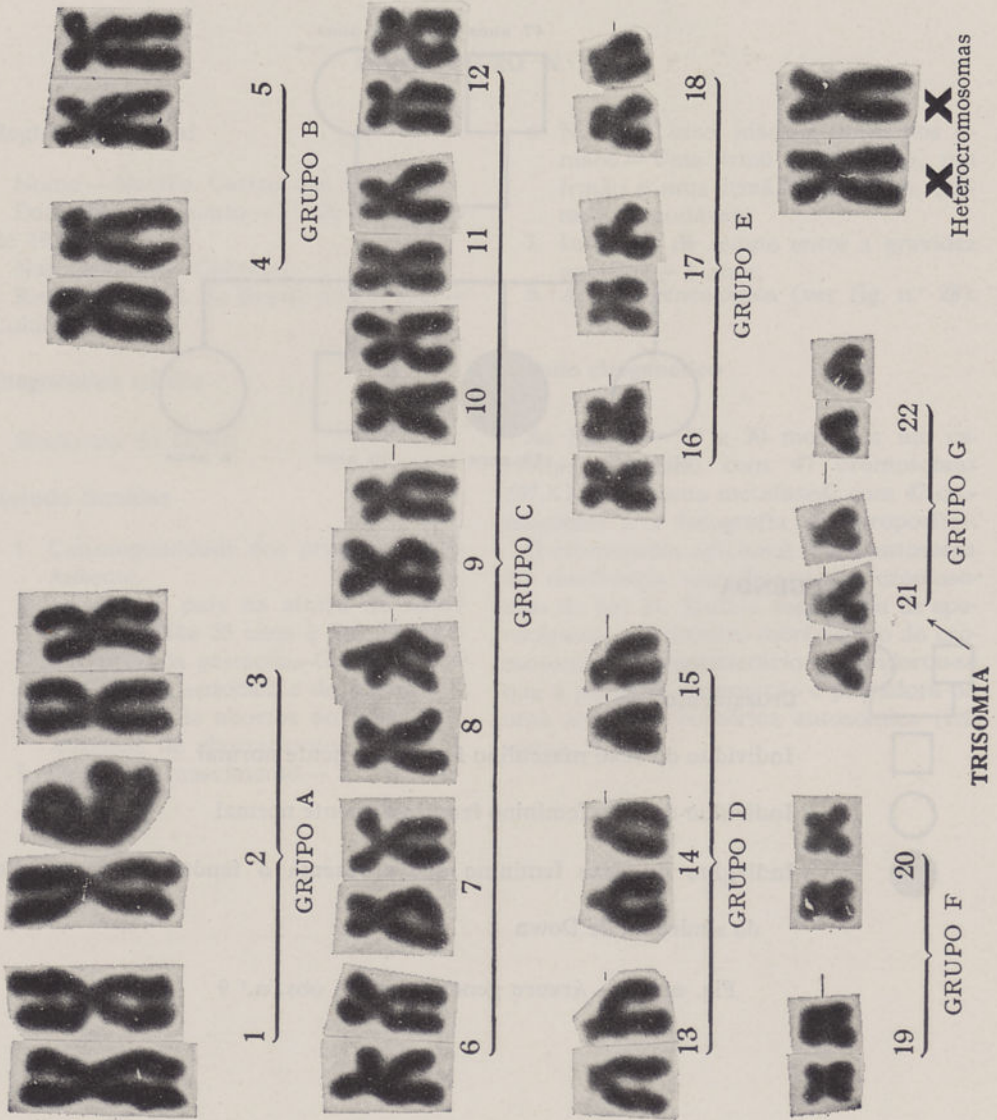 1 2 3 4 5
GRUPO A GRUPO B
6 7 8 9 10 11 12
GRUPO C
13 14 15 16 17 18
GRUPO D GRUPO E
19 20 21 22 X X
GRUPO F GRUPO G Heterocromosomas
TRISOMIA